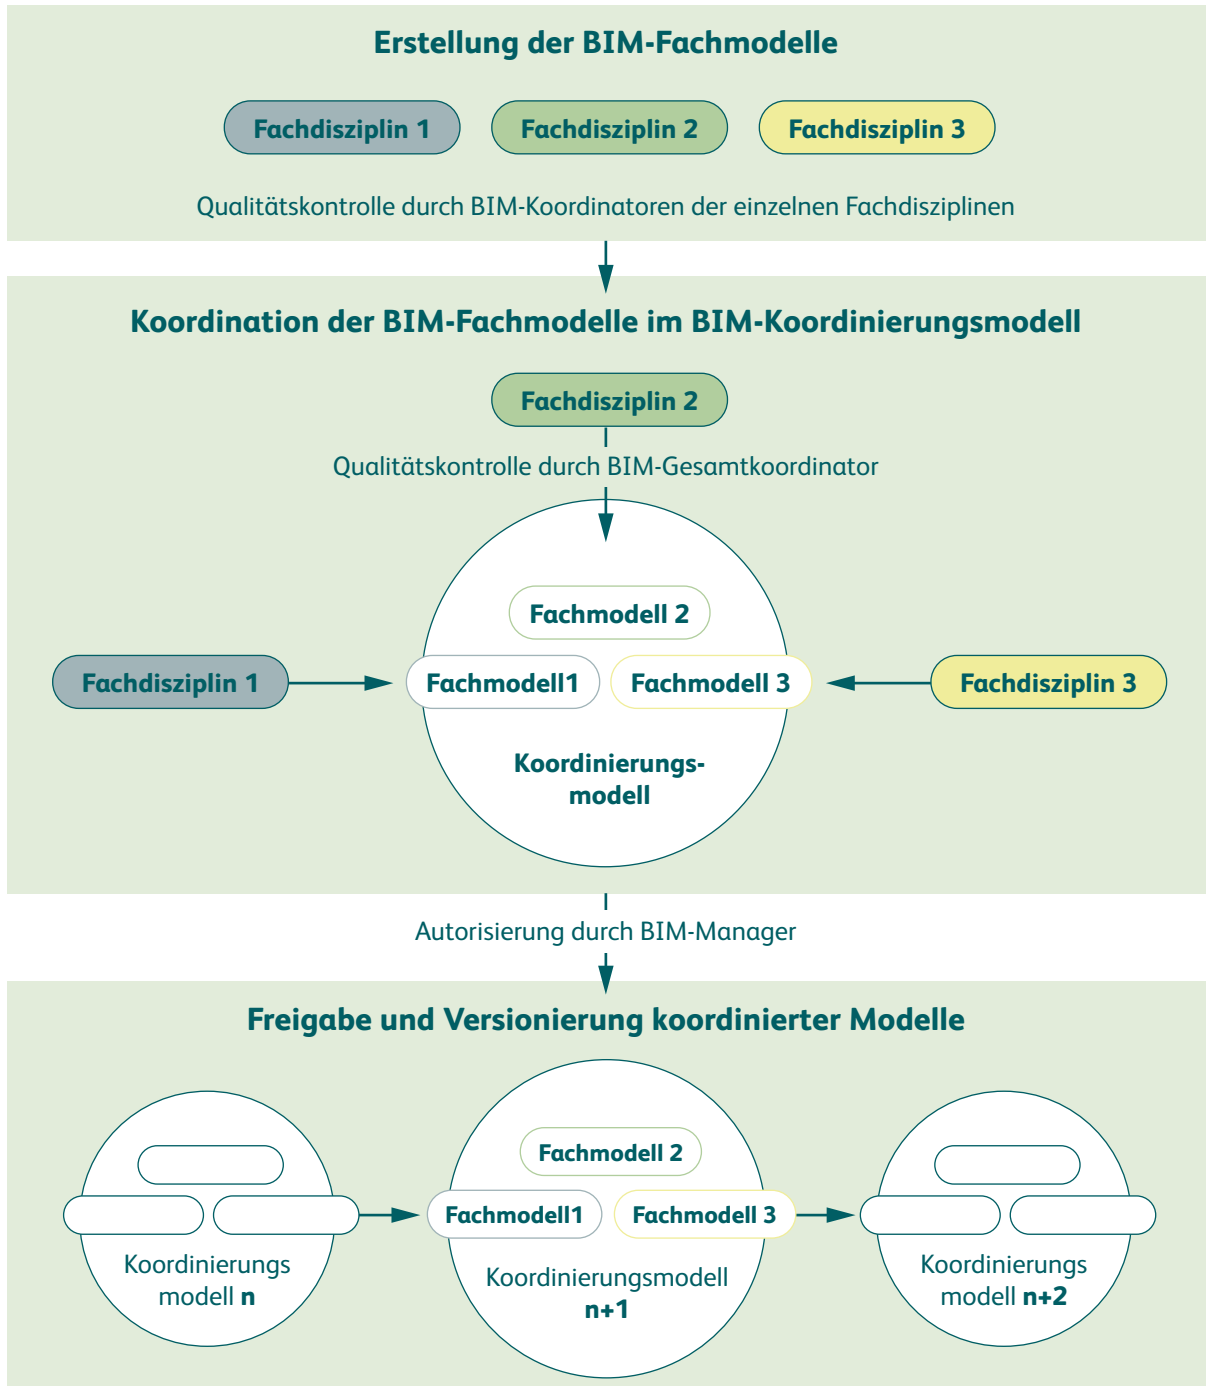 Erstellung der BIM-Fachmodelle
Fachdisziplin 1
Fachdisziplin 2
Fachdisziplin 3
Qualitätskontrolle durch BIM-Koordinatoren der einzelnen Fachdisziplinen
Koordination der BIM-Fachmodelle im BIM-Koordinierungsmodell
Fachdisziplin 2
Qualitätskontrolle durch BIM-Gesamtkoordinator
Fachmodell 2
Fachdisziplin 1
Fachmodell1
Fachmodell 3
Fachdisziplin 3
Koordinierungs-
modell
Autorisierung durch BIM-Manager
Freigabe und Versionierung koordinierter Modelle
Koordinierungs
modell n
Fachmodell 2
Fachmodell1
Fachmodell 3
Koordinierungsmodell
n+1
Koordinierungs
modell n+2